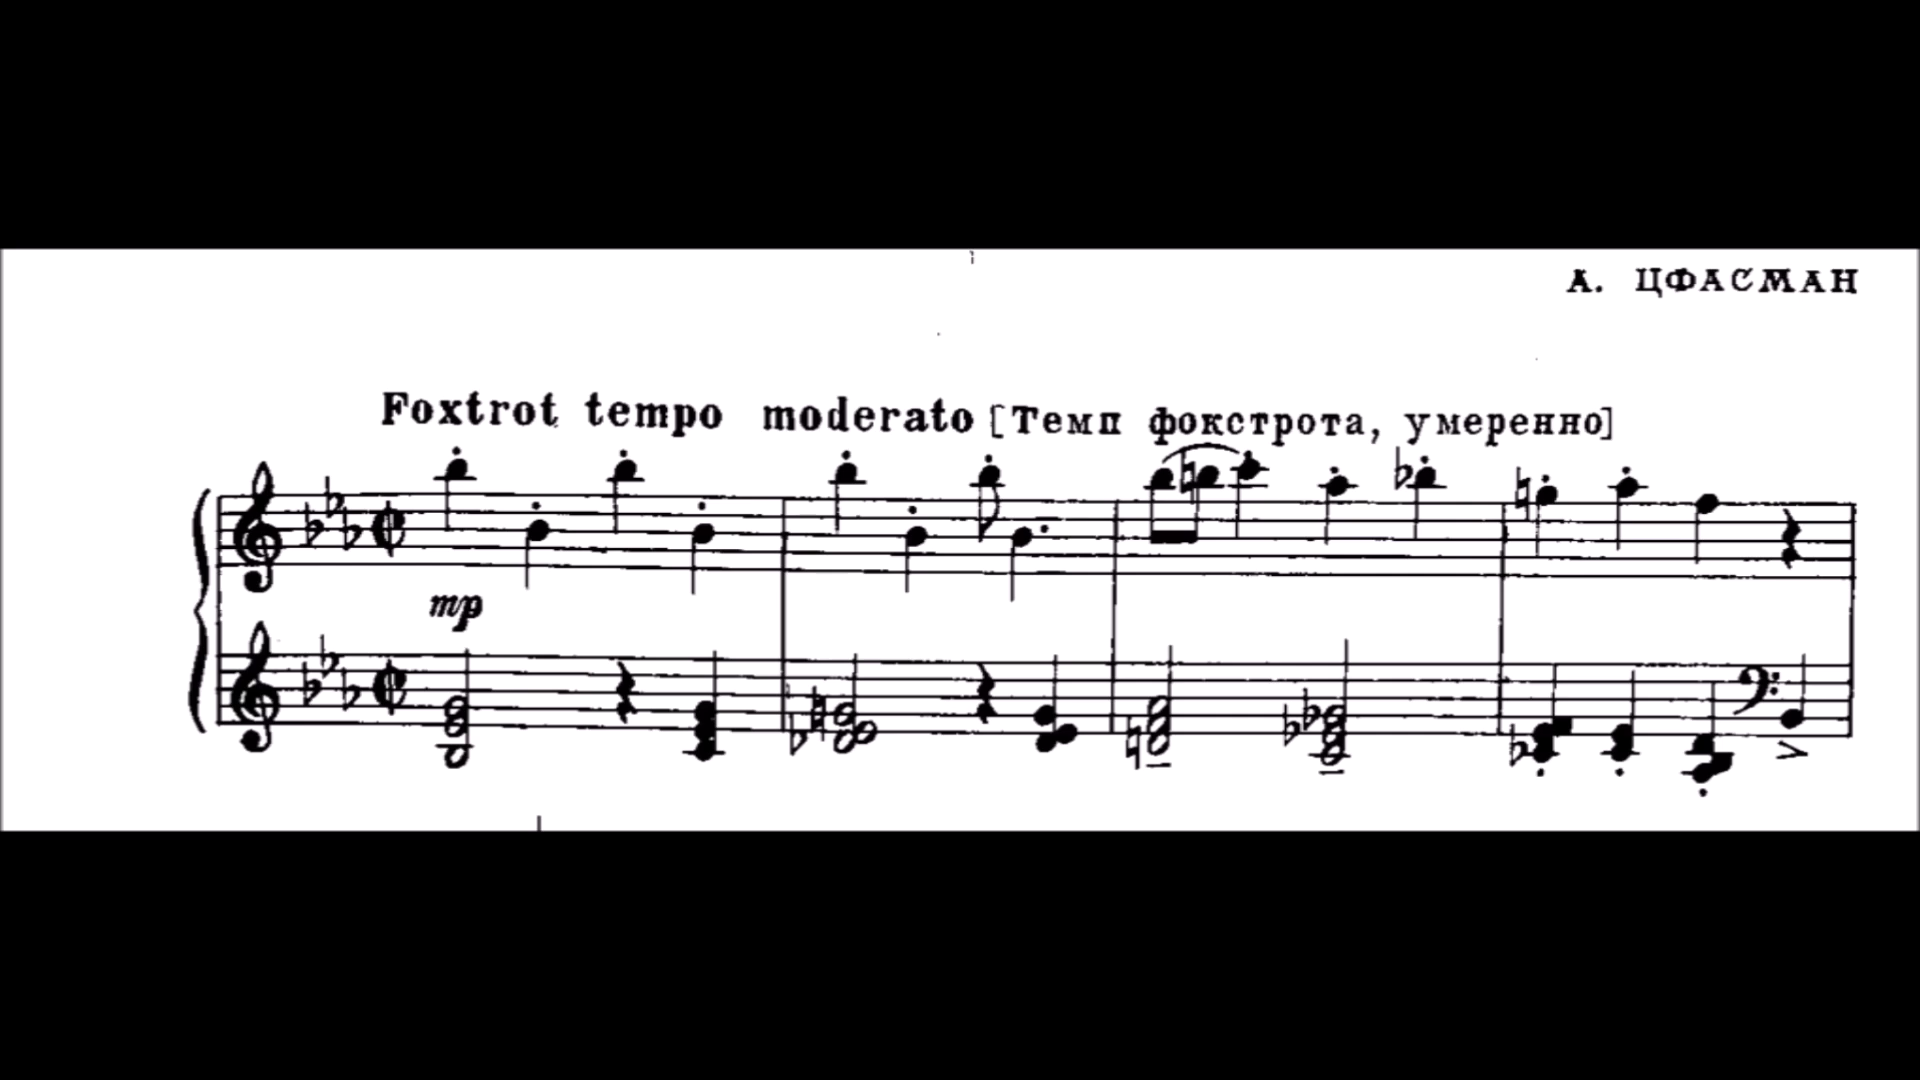 А. ЦФАСМАН
Foxtrot tempo moderato [Темп фокстрота, умеренно]
mp